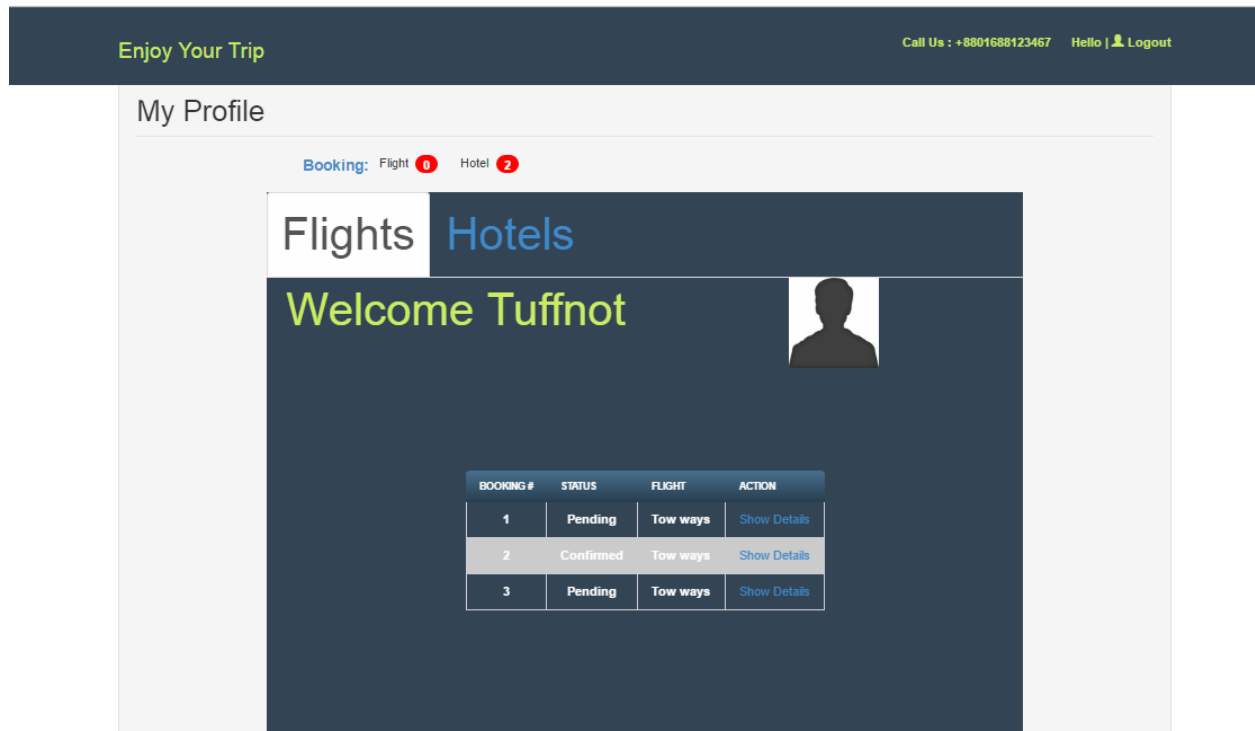 Enjoy Your Trip
Call Us : +8801688123467 Hello | Logout
My Profile
Booking: Flight 0 Hotel 2
Flights Hotels
Welcome Tuffnot
BOOKING # STATUS FLIGHT ACTION
1 Pending Tow ways Show Details
2 Confirmed Tow ways Show Details
3 Pending Tow ways Show Details